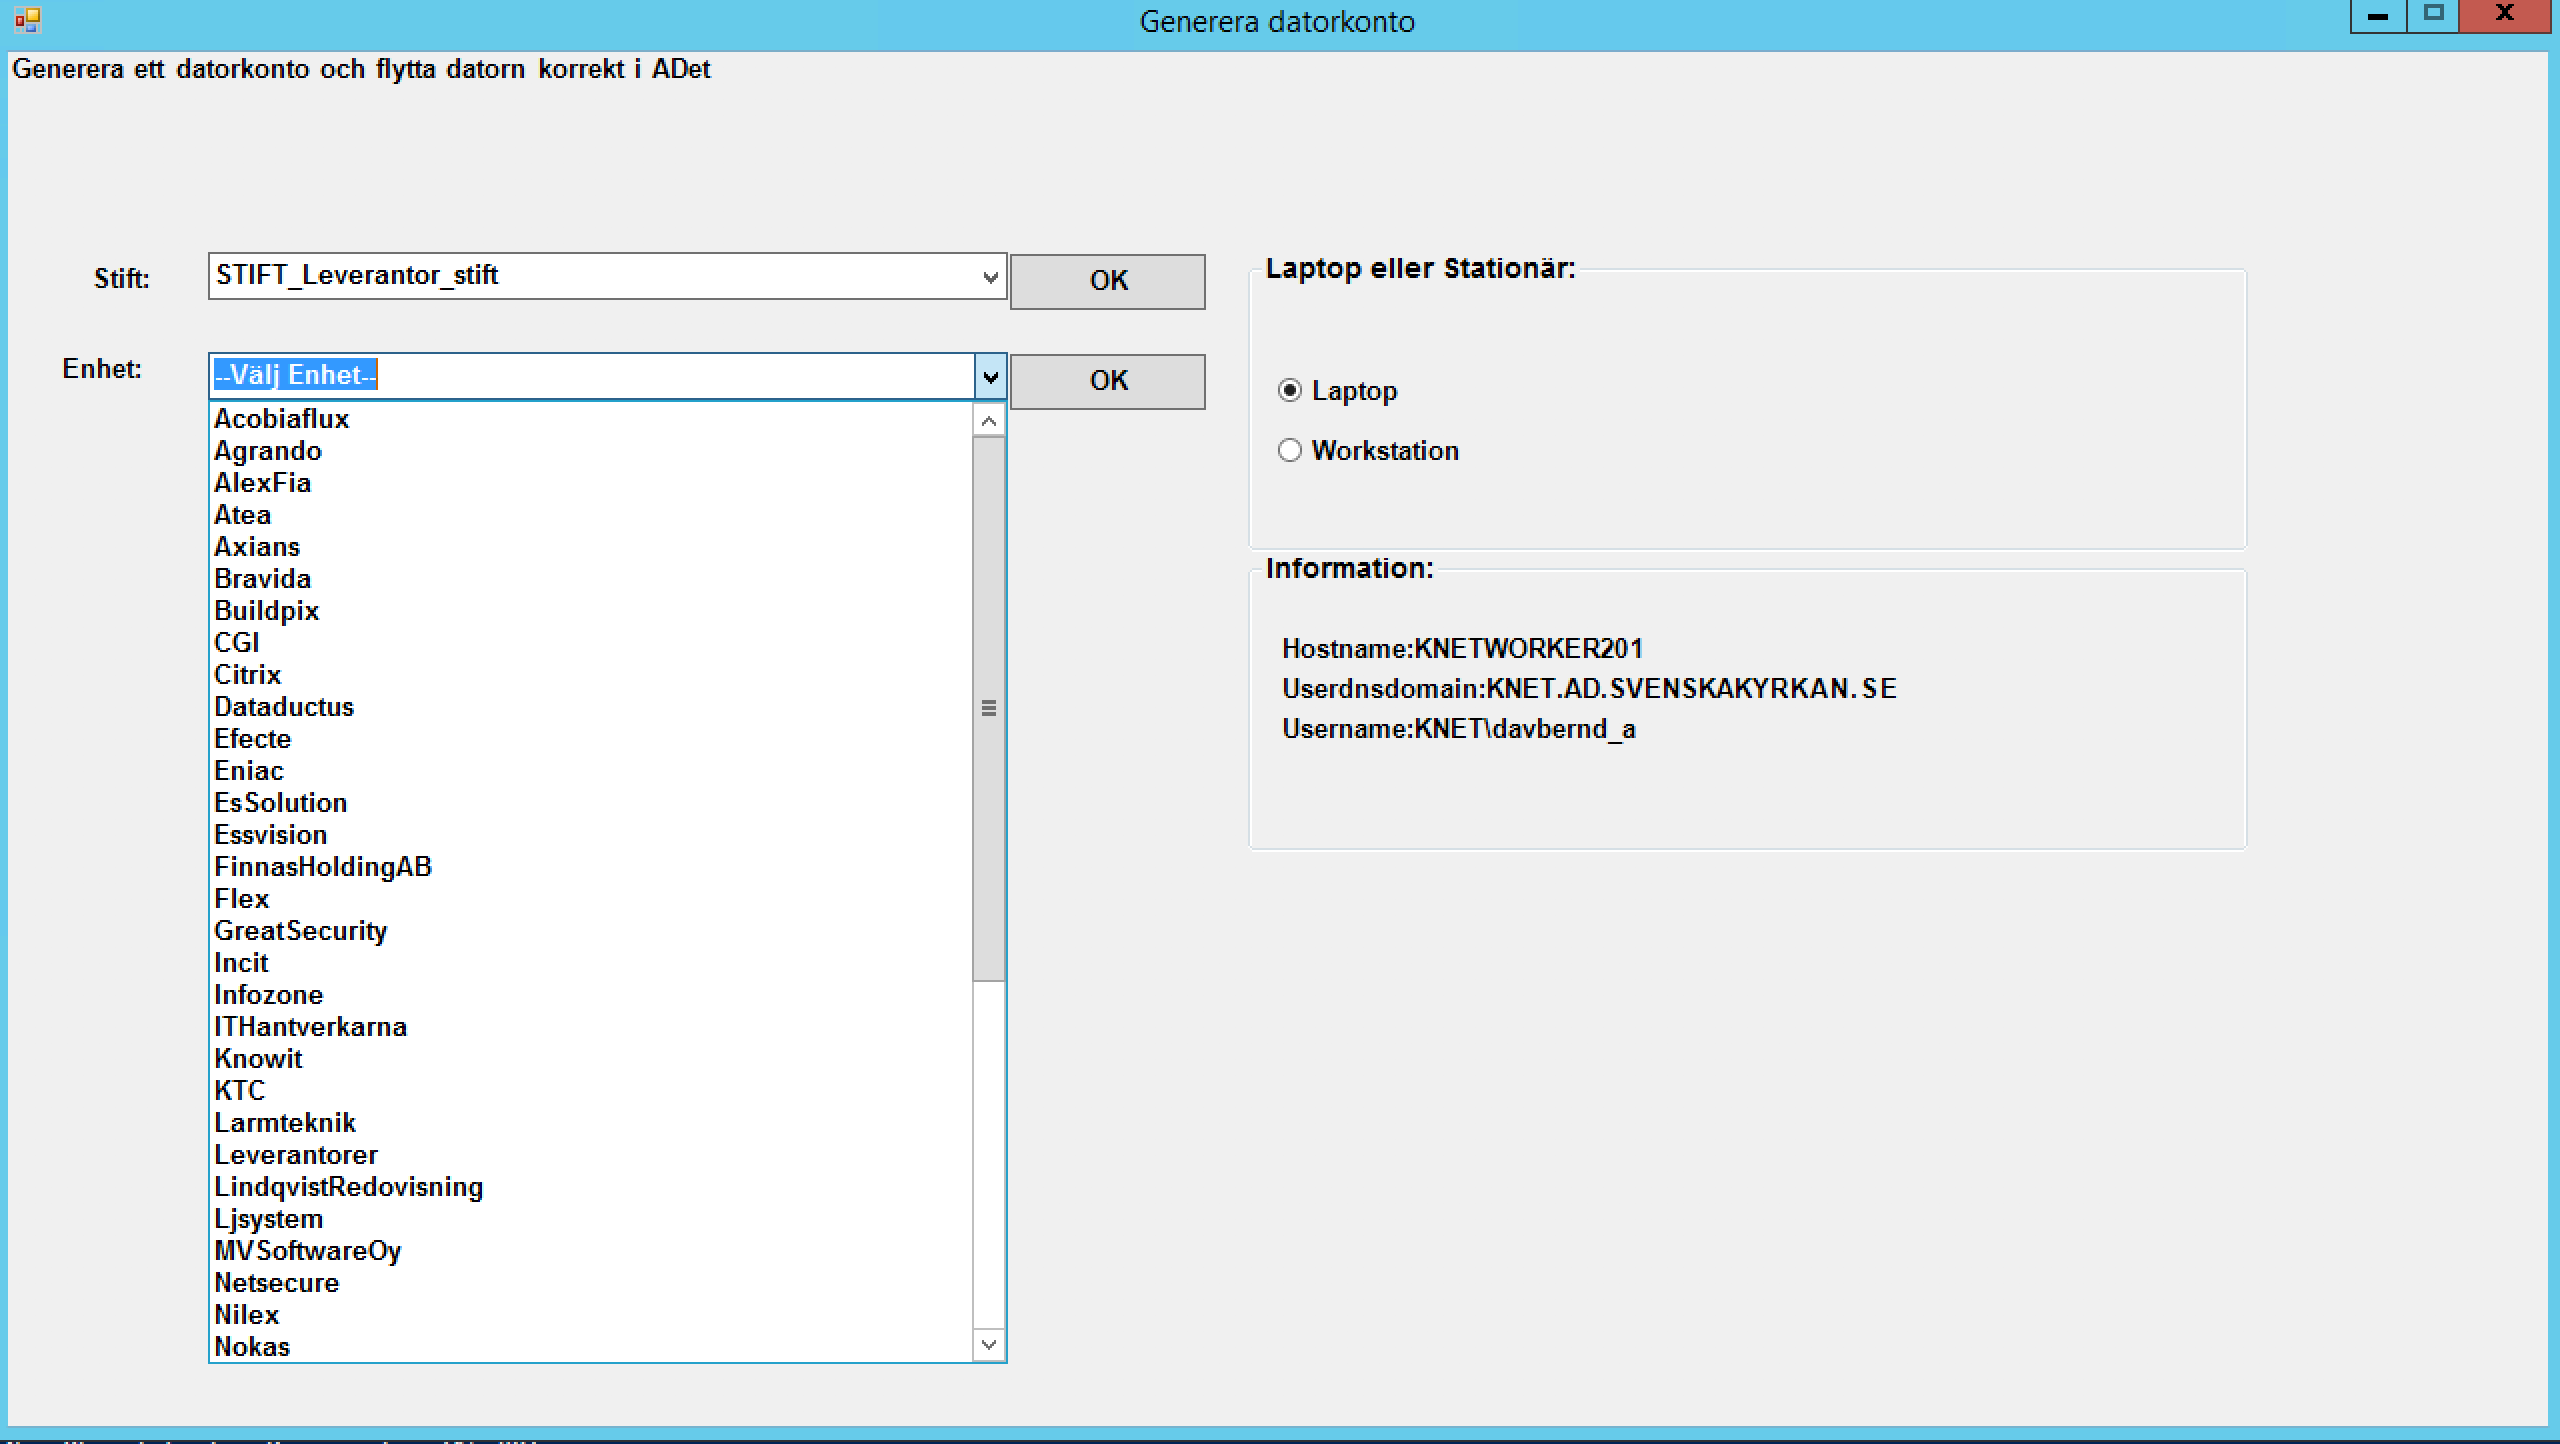 Generera datorkonto
Generera ett datorkonto och flytta datorn korrekt i ADet
Stift:
STIFT_Leverantor_stift
OK
Enhet:
--Välj Enhet--
OK
Acobiaflux
Agrando
AlexFia
Atea
Axians
Bravida
Buildpix
CGI
Citrix
Dataductus
Efecte
Eniac
EsSolution
Essvision
FinnasHoldingAB
Flex
GreatSecurity
Incit
Infozone
ITHantverkarna
Knowit
KTC
Larmteknik
Leverantorer
LindqvistRedovisning
Ljsystem
MVSoftwareOy
Netsecure
Nilex
Nokas
Laptop eller Stationär:
Laptop
Workstation
Information:
Hostname:KNETWORKER201
Userdnsdomain:KNET.AD.SVENSKAKYRKAN.SE
Username:KNET\davbernd_a